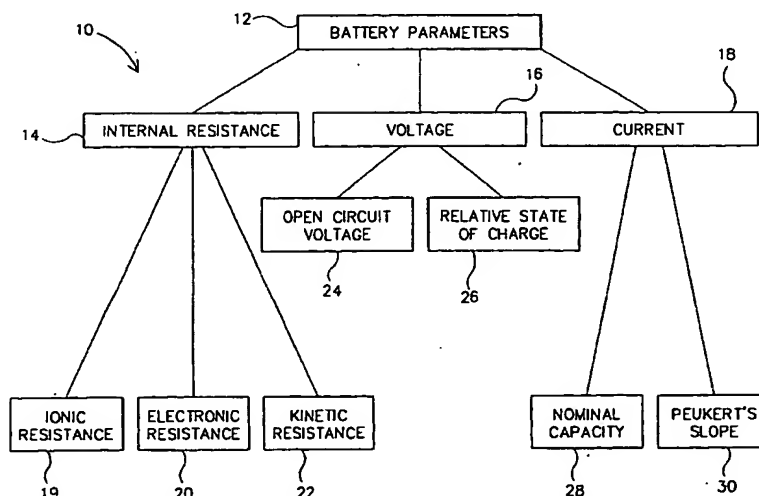 12
BATTERY PARAMETERS
10
16
18
14
INTERNAL RESISTANCE
VOLTAGE
CURRENT
OPEN CIRCUIT
VOLTAGE
RELATIVE STATE
OF CHARGE
24
26
IONIC
RESISTANCE
ELECTRONIC
RESISTANCE
KINETIC
RESISTANCE
NOMINAL
CAPACITY
PEUKERT'S
SLOPE
19
20
22
28
30